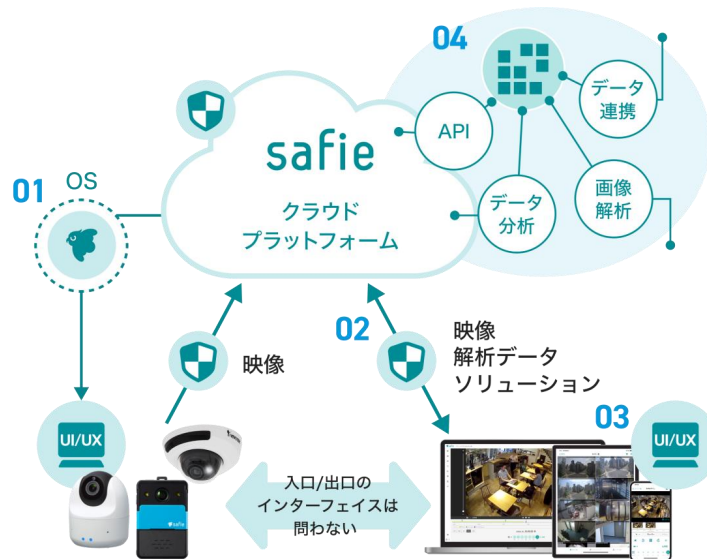 04
データ
連携
API
safie
01
OS
クラウド
プラットフォーム
データ
分析
画像
解析
映像
02
映像
解析データ
ソリューション
03
UI/UX
UI/UX
入口/出口の
インターフェイスは
問わない
safie